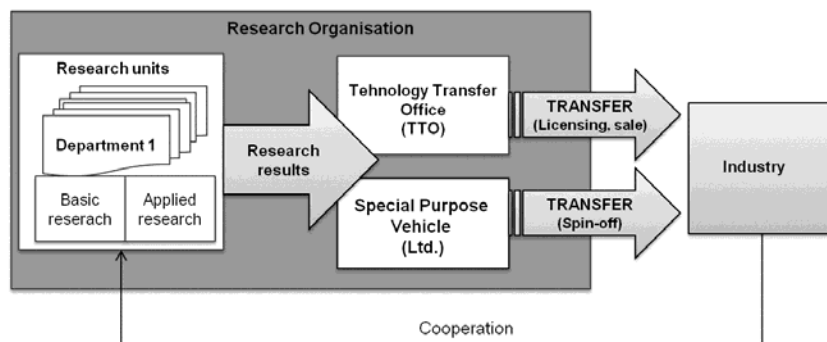 Research Organisation
Research units
Department 1
Basic
reserach
Applied
research
Research
results
Tehnology Transfer
Office
(TTO)
Special Purpose
Vehicle
(Ltd.)
TRANSFER
(Licensing, sale)
TRANSFER
(Spin-off)
Industry
Cooperation